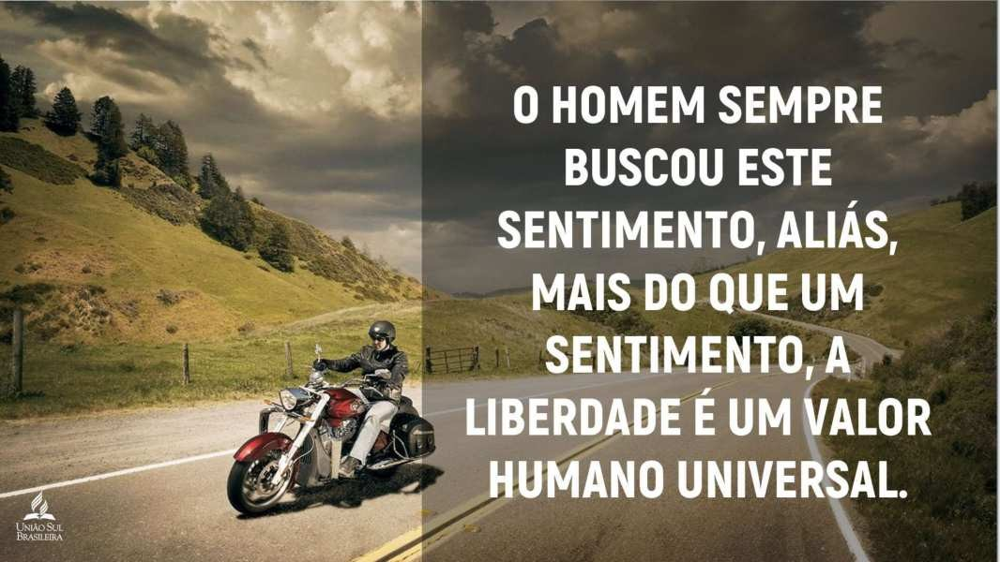 O HOMEM SEMPRE
BUSCOU ESTE
SENTIMENTO, ALIÁS,
MAIS DO QUE UM
SENTIMENTO, A
LIBERDADE É UM VALOR
HUMANO UNIVERSAL.
UNIÃO SUL
BRASILEIRA